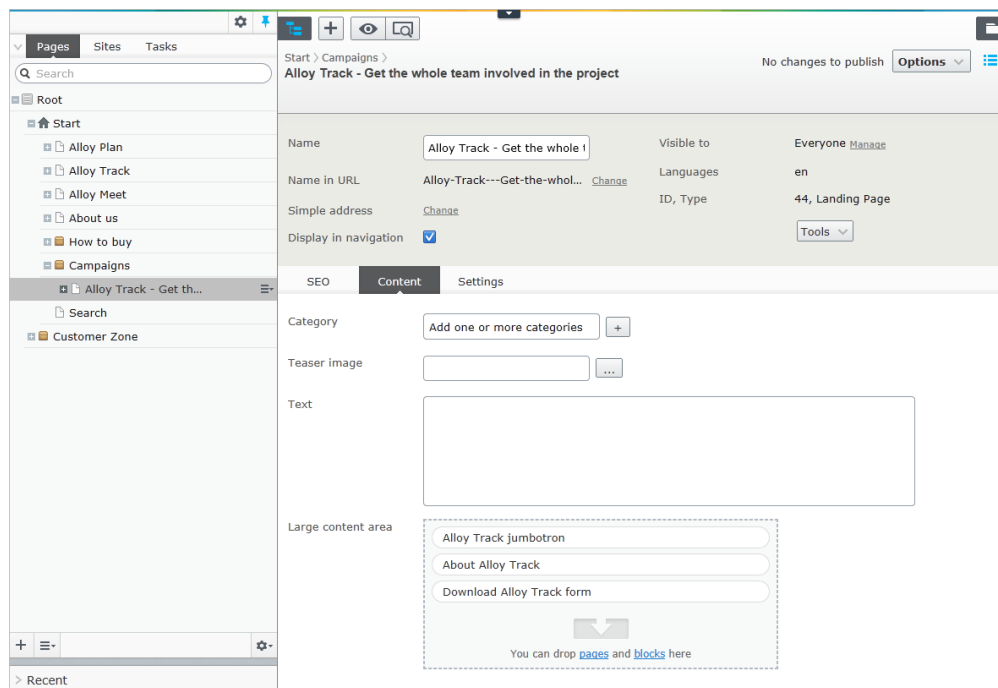 Pages Sites Tasks
Search
Root
Start
Alloy Plan
Alloy Track
Alloy Meet
About us
How to buy
Campaigns
Alloy Track - Get th...
Search
Customer Zone
Recent
Start > Campaigns >
Alloy Track - Get the whole team involved in the project
No changes to publish Options
Name Alloy Track - Get the whole t
Name in URL Alloy-Track---Get-the-whol... Change
Simple address Change
Display in navigation
Visible to Everyone Manage
Languages en
ID, Type 44, Landing Page
Tools
SEO Content Settings
Category Add one or more categories +
Teaser image ...
Text
Large content area
Alloy Track jumbotron
About Alloy Track
Download Alloy Track form
You can drop pages and blocks here